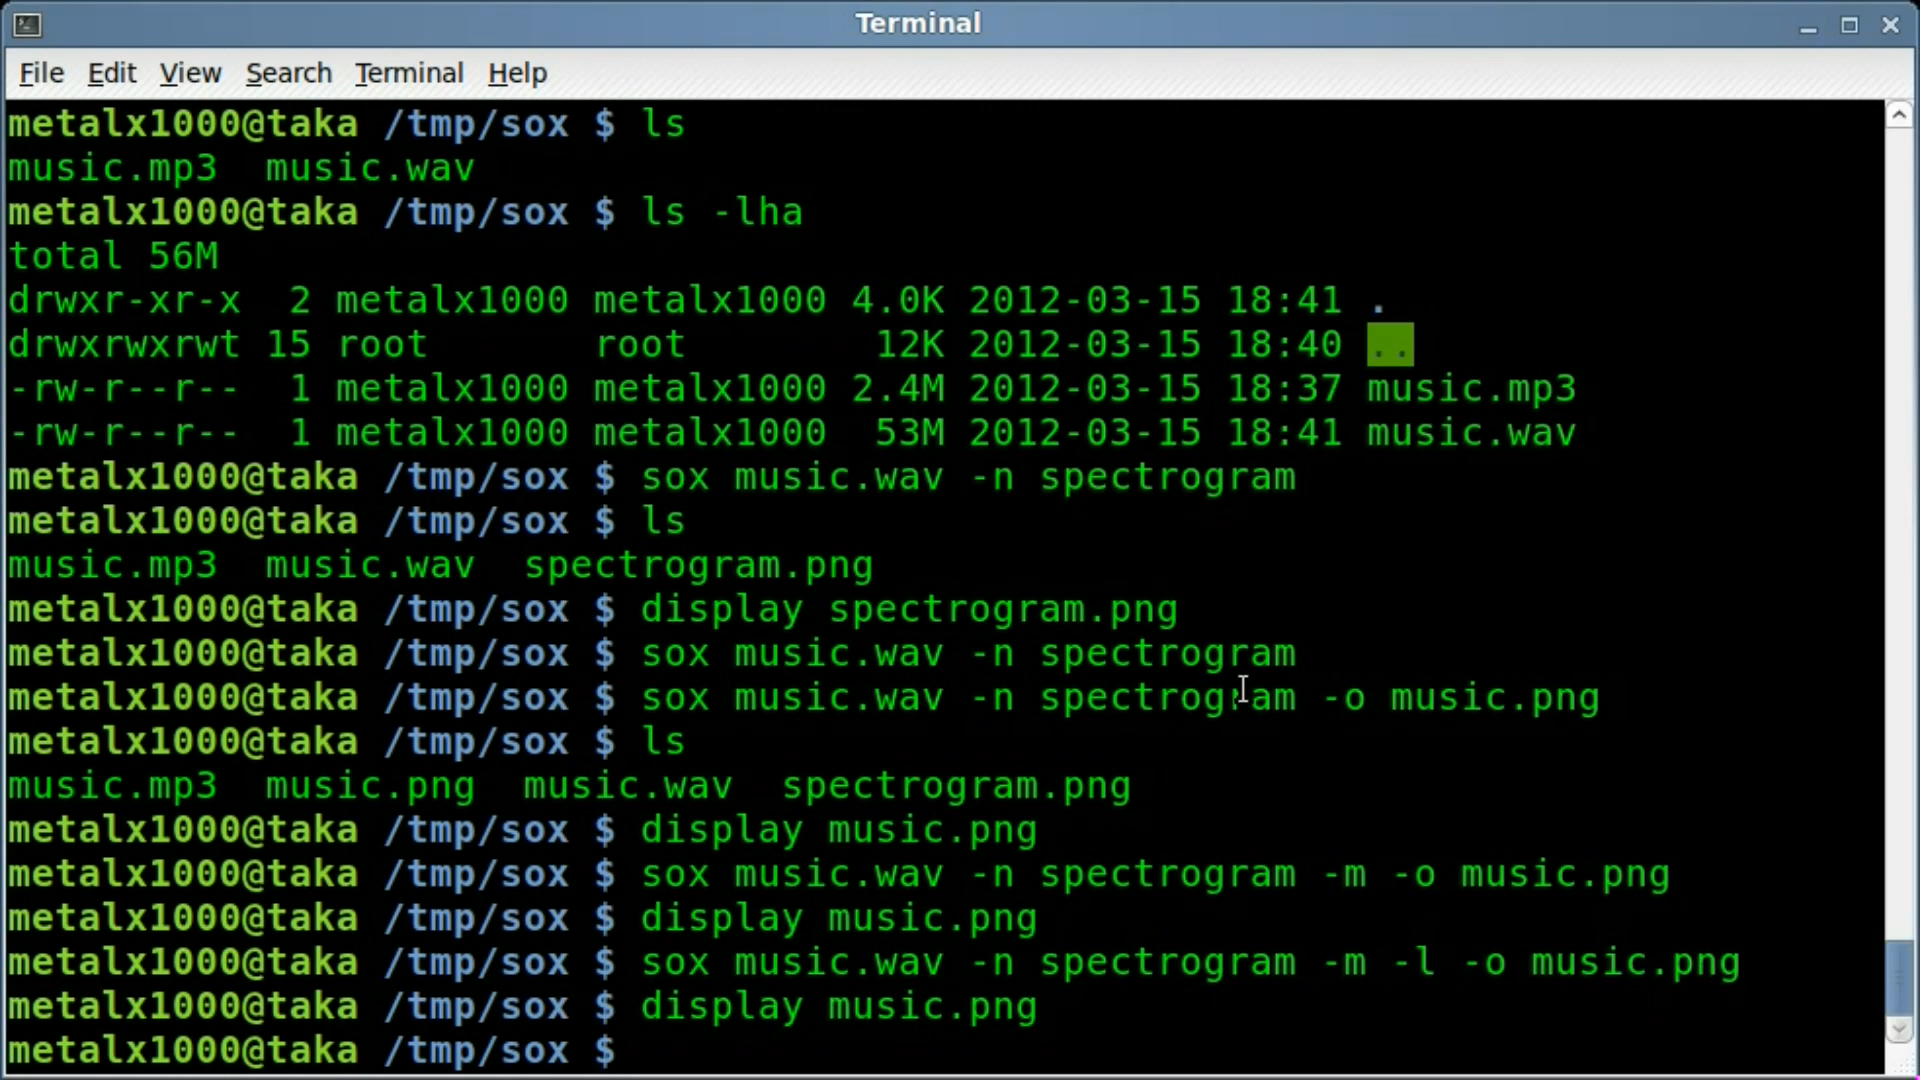 Terminal
File Edit View Search Terminal Help
metalx1000@taka /tmp/sox $ ls
music.mp3  music.wav
metalx1000@taka /tmp/sox $ ls -lha
total 56M
drwxr-xr-x  2 metalx1000 metalx1000 4.0K 2012-03-15 18:41 .
drwxrwxrwt 15 root       root        12K 2012-03-15 18:40 ..
-rw-r--r--  1 metalx1000 metalx1000 2.4M 2012-03-15 18:37 music.mp3
-rw-r--r--  1 metalx1000 metalx1000  53M 2012-03-15 18:41 music.wav
metalx1000@taka /tmp/sox $ sox music.wav -n spectrogram
metalx1000@taka /tmp/sox $ ls
music.mp3  music.wav  spectrogram.png
metalx1000@taka /tmp/sox $ display spectrogram.png
metalx1000@taka /tmp/sox $ sox music.wav -n spectrogram
metalx1000@taka /tmp/sox $ sox music.wav -n spectrogram -o music.png
metalx1000@taka /tmp/sox $ ls
music.mp3  music.png  music.wav  spectrogram.png
metalx1000@taka /tmp/sox $ display music.png
metalx1000@taka /tmp/sox $ sox music.wav -n spectrogram -m -o music.png
metalx1000@taka /tmp/sox $ display music.png
metalx1000@taka /tmp/sox $ sox music.wav -n spectrogram -m -l -o music.png
metalx1000@taka /tmp/sox $ display music.png
metalx1000@taka /tmp/sox $